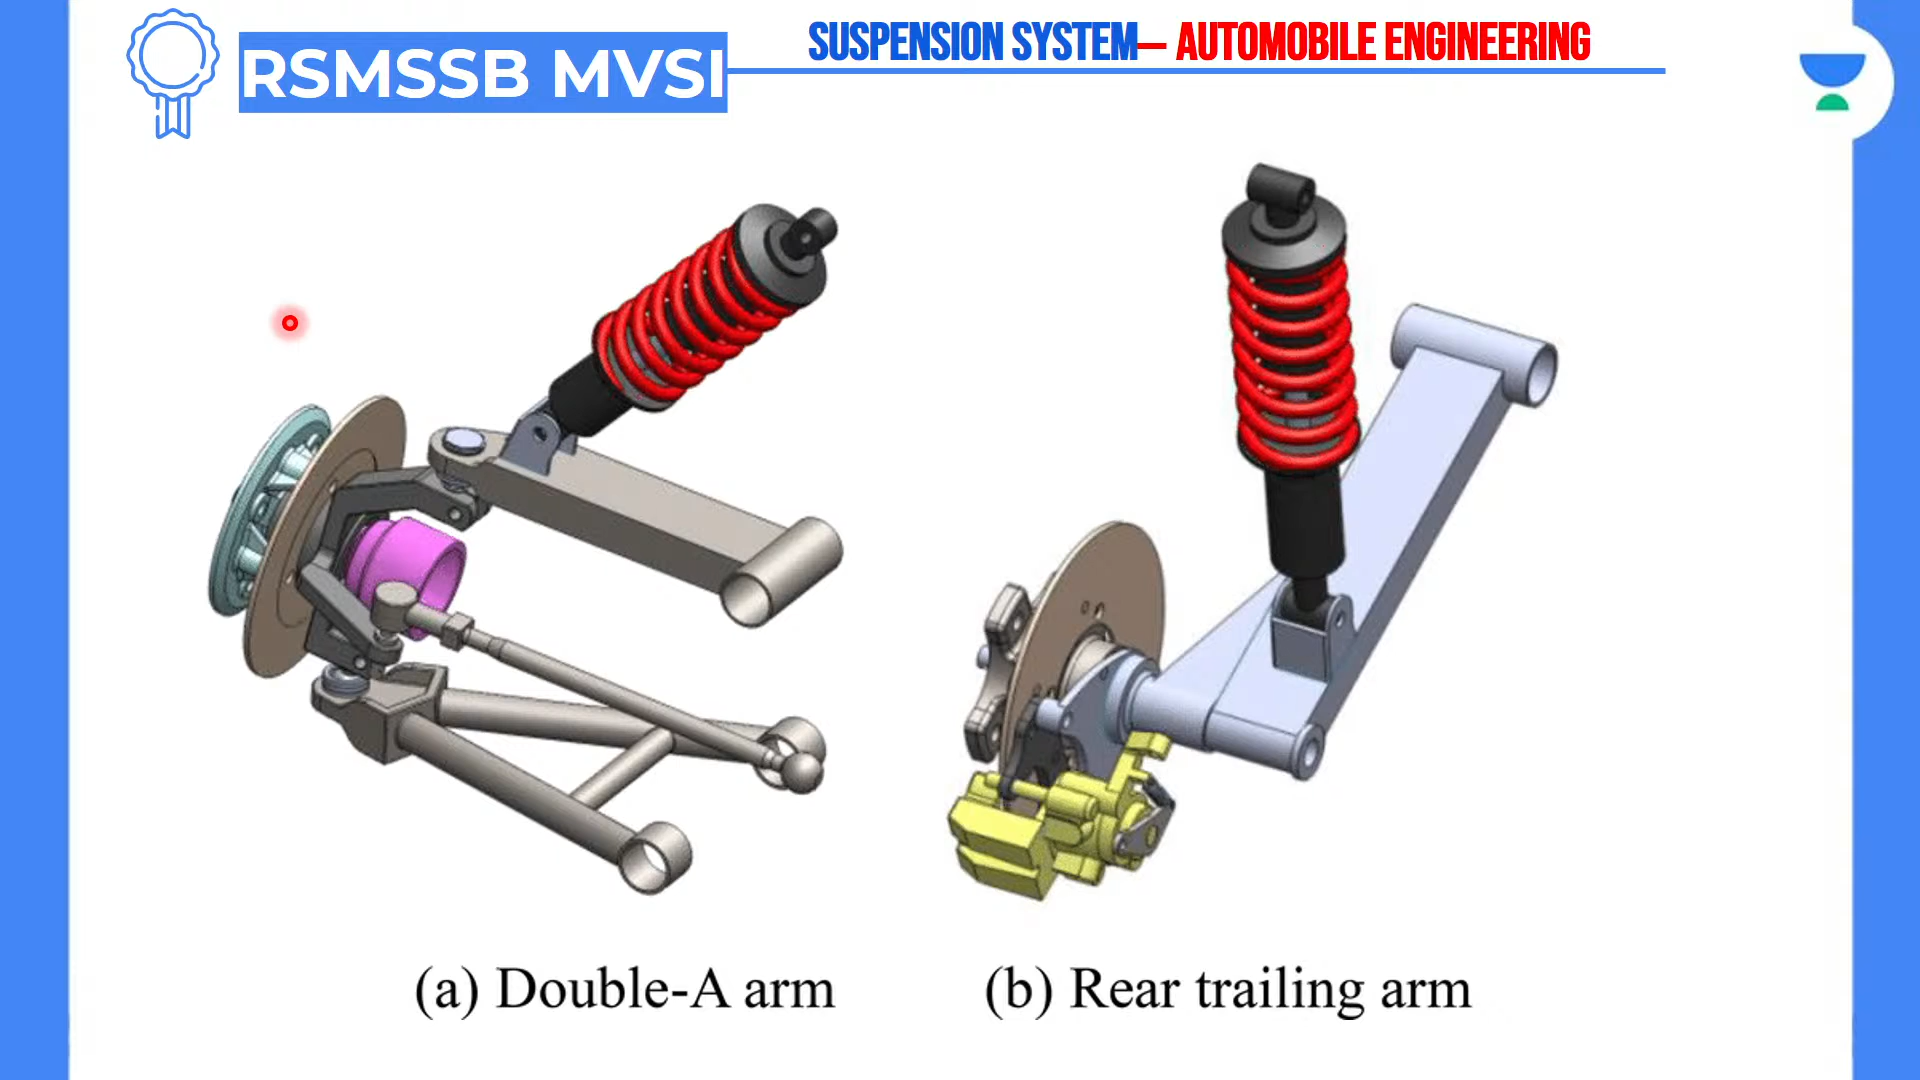 RSMSSB MVSI
SUSPENSION SYSTEM— AUTOMOBILE ENGINEERING
(a) Double-A arm
(b) Rear trailing arm